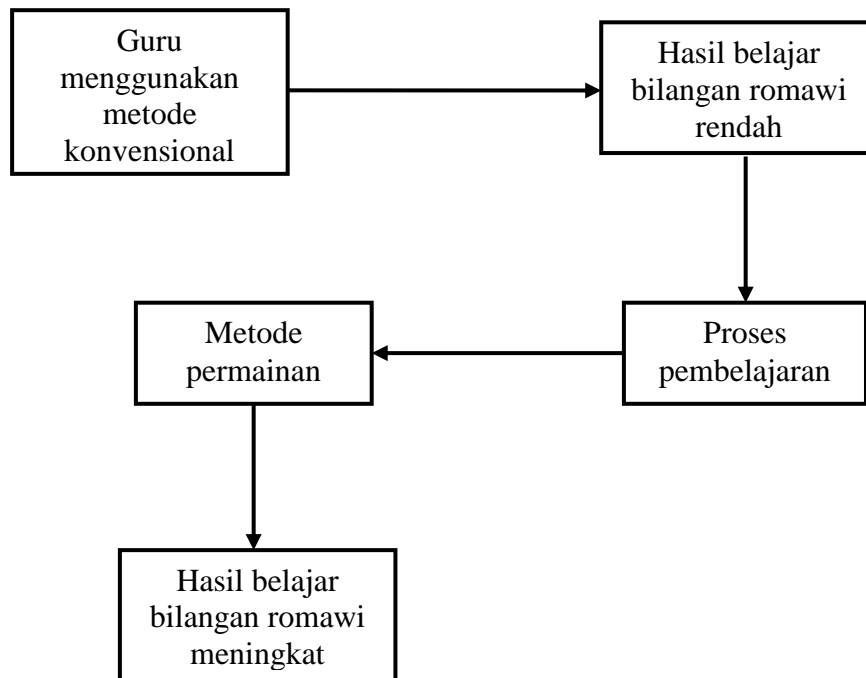 Guru
menggunakan
metode
konvensional
Hasil belajar
bilangan romawi
rendah
Proses
pembelajaran
Metode
permainan
Hasil belajar
bilangan romawi
meningkat